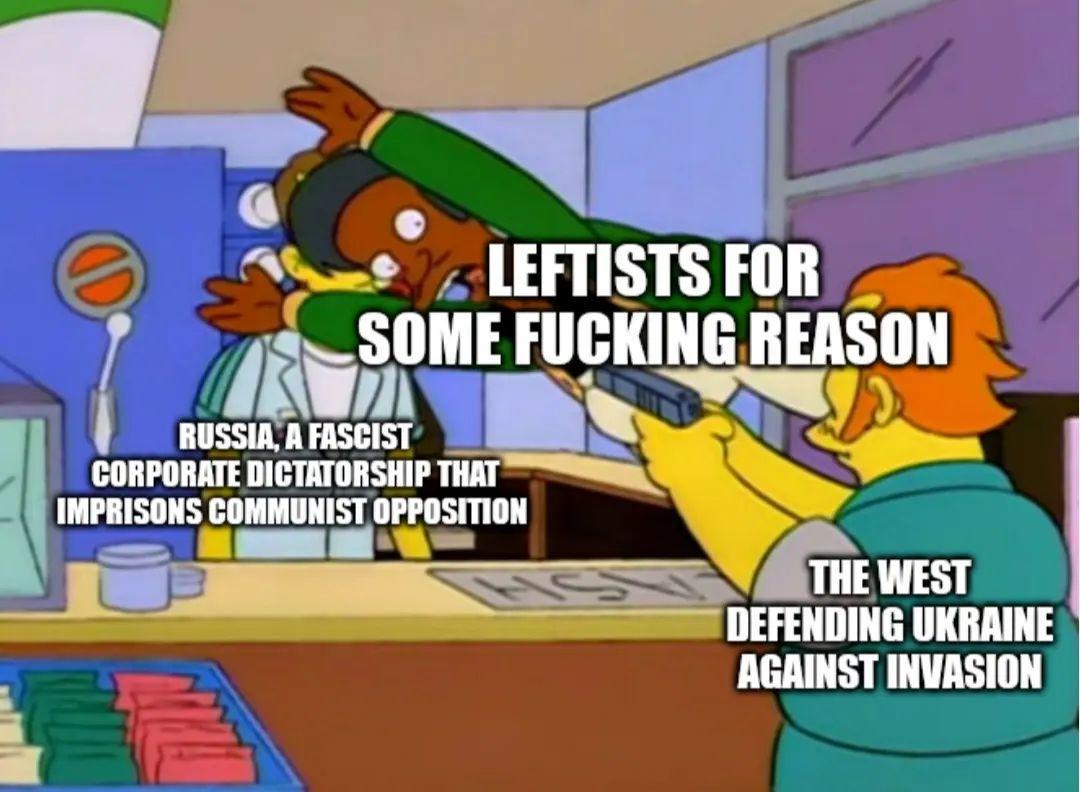 LEFTISTS FOR
SOME FUCKING REASON
RUSSIA, A FASCIST
CORPORATE DICTATORSHIP THAT
IMPRISONS COMMUNIST OPPOSITION
THE WEST
DEFENDING UKRAINE
AGAINST INVASION